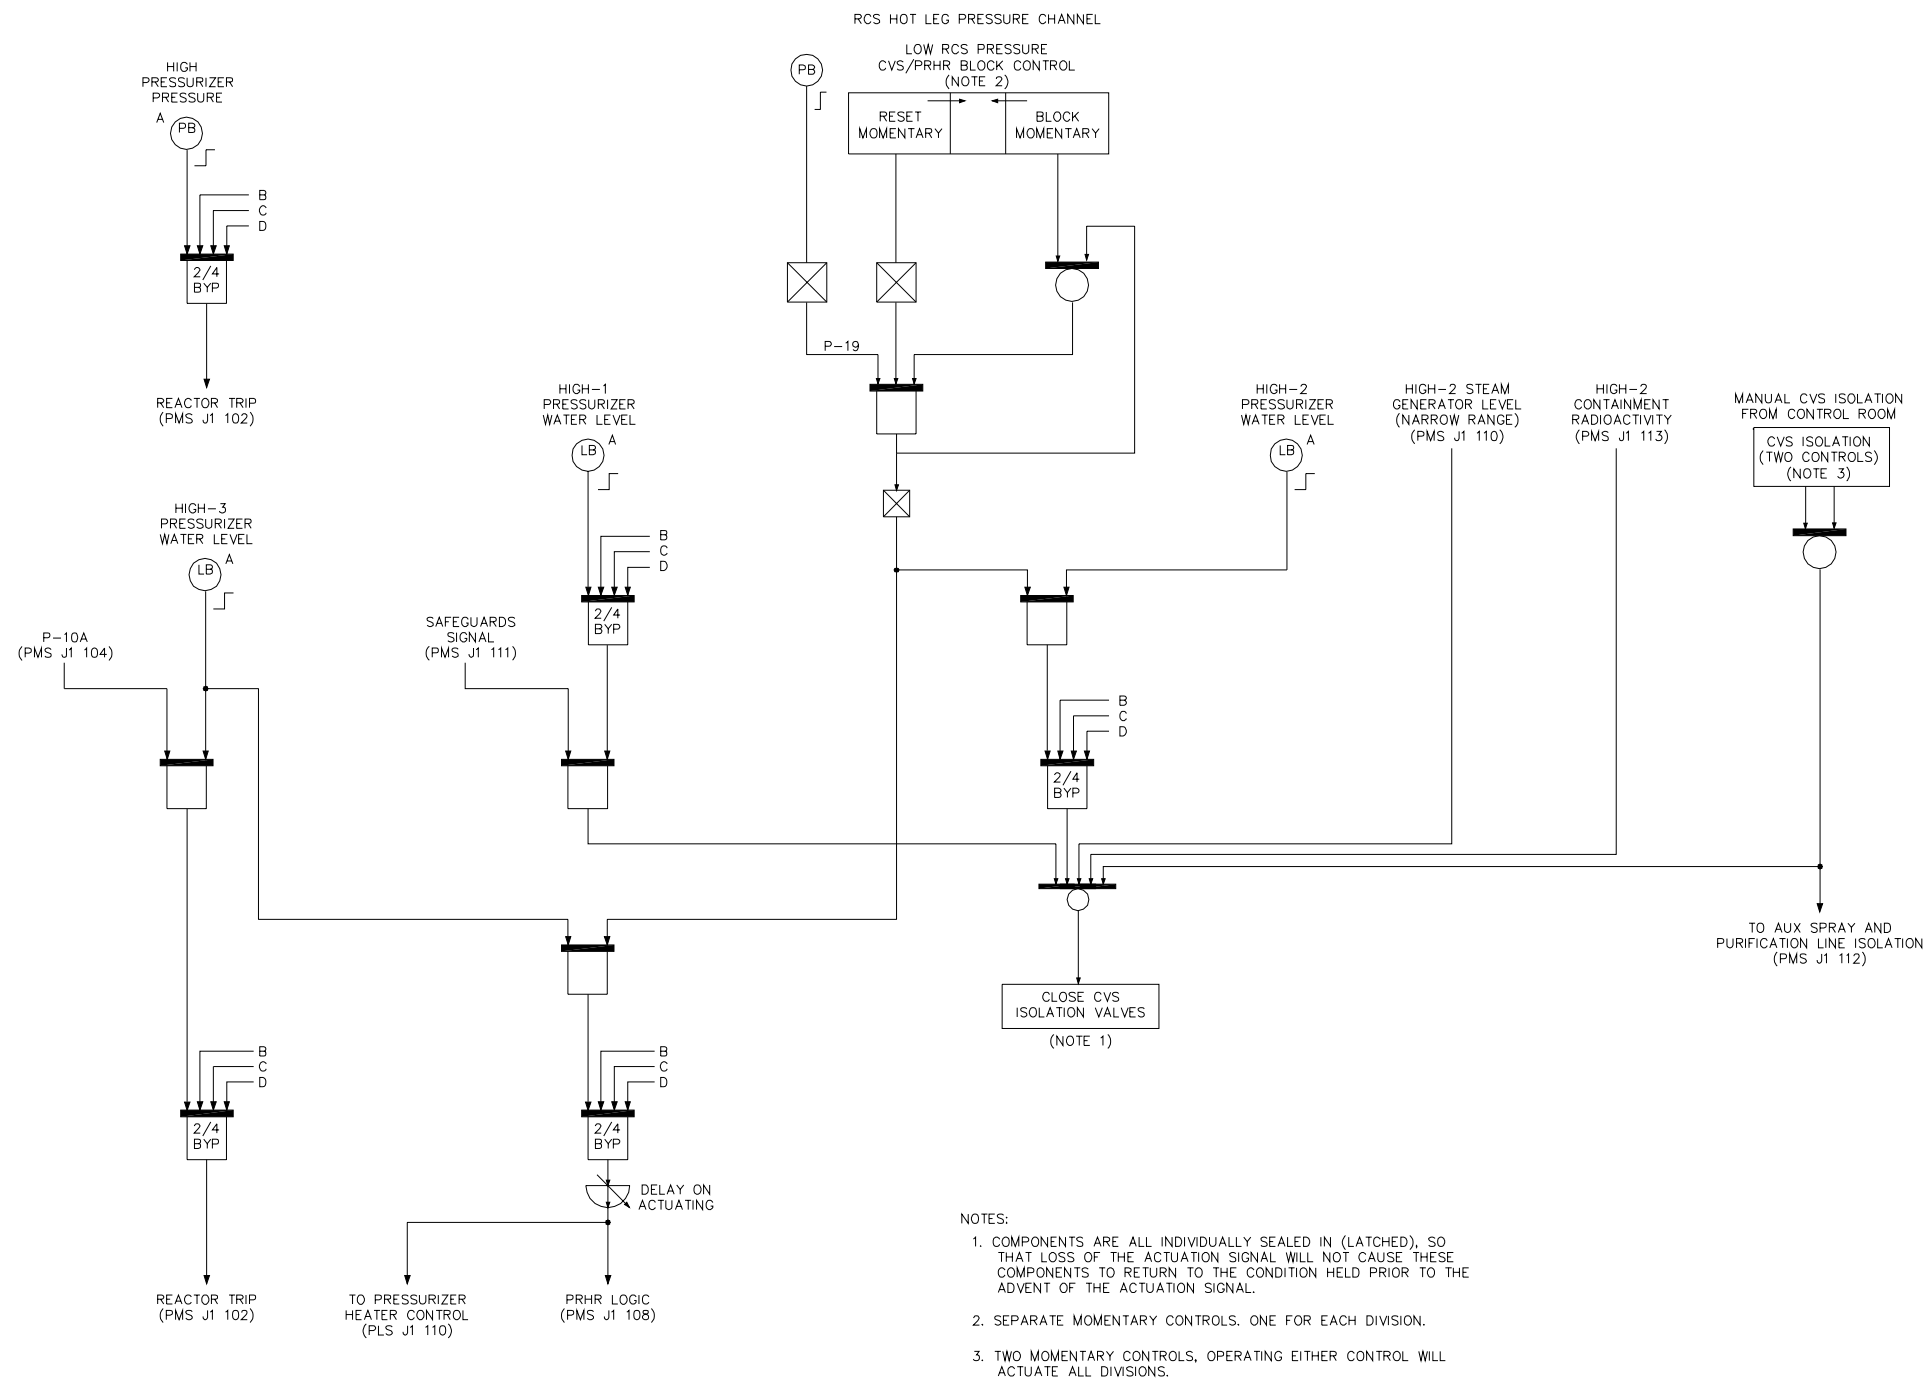 RCS HOT LEG PRESSURE CHANNEL
LOW RCS PRESSURE
CVS/PRHR BLOCK CONTROL
(NOTE 2)
PB
RESET
MOMENTARY
BLOCK
MOMENTARY
HIGH
PRESSURIZER
PRESSURE
A
PB
B
C
D
2/4
BYP
REACTOR TRIP
(PMS J1 102)
P-19
HIGH-1
PRESSURIZER
WATER LEVEL
A
LB
B
C
D
2/4
BYP
HIGH-2
PRESSURIZER
WATER LEVEL
A
LB
HIGH-2 STEAM
GENERATOR LEVEL
(NARROW RANGE)
(PMS J1 110)
HIGH-2
CONTAINMENT
RADIOACTIVITY
(PMS J1 113)
MANUAL CVS ISOLATION
FROM CONTROL ROOM
CVS ISOLATION
(TWO CONTROLS)
(NOTE 3)
HIGH-3
PRESSURIZER
WATER LEVEL
A
LB
P-10A
(PMS J1 104)
SAFEGUARDS
SIGNAL
(PMS J1 111)
B
C
D
2/4
BYP
TO AUX SPRAY AND
PURIFICATION LINE ISOLATION
(PMS J1 112)
CLOSE CVS
ISOLATION VALVES
(NOTE 1)
B
C
D
2/4
BYP
B
C
D
2/4
BYP
DELAY ON
ACTUATING
REACTOR TRIP
(PMS J1 102)
TO PRESSURIZER
HEATER CONTROL
(PLS J1 110)
PRHR LOGIC
(PMS J1 108)
NOTES:
1. COMPONENTS ARE ALL INDIVIDUALLY SEALED IN (LATCHED), SO
THAT LOSS OF THE ACTUATION SIGNAL WILL NOT CAUSE THESE
COMPONENTS TO RETURN TO THE CONDITION HELD PRIOR TO THE
ADVENT OF THE ACTUATION SIGNAL.
2. SEPARATE MOMENTARY CONTROLS. ONE FOR EACH DIVISION.
3. TWO MOMENTARY CONTROLS, OPERATING EITHER CONTROL WILL
ACTUATE ALL DIVISIONS.